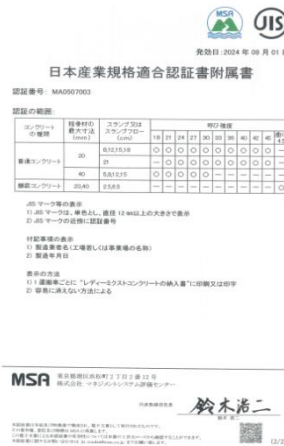 MSA
JIS
発効日:2024 年 09 月 01
日本産業規格適合認証書附属書
認証番号: MA0507003
認証の範囲:
コンクリートの種類 粗骨材の最大寸法(mm) スランプ又はスランプフロー(cm) 呼び強度
18 21 24 27 30 33 36 40 42 45
普通コンクリート 20 8,12,15,18 ○ ○ ○ ○ ○ ○ ○ ○ ○ ○ —
21
40 5,8,12,15 ○ ○ ○ ○ ○ — — — — — —
舗装コンクリート 20,40 2.5,6.5 — — — — — — — — — — ○
JIS マーク等の表示
1) JIS マークは、単色とし、直径 12 mm以上の大きさで表示
2) JIS マークの近傍に認証番号
付記事項の表示
1) 製造業者名(工場若しくは事業場の名称)
2) 製造年月日
表示の方法
1) 1 運搬車ごとに “レディーミクストコンクリートの納入書”に印刷又は印字
2) 容易に消えない方法による
MSA 東京都港区浜松町2丁目2番12号
株式会社 マネジメントシステム評価センター
代表取締役社長
鈴木浩二
(2/2